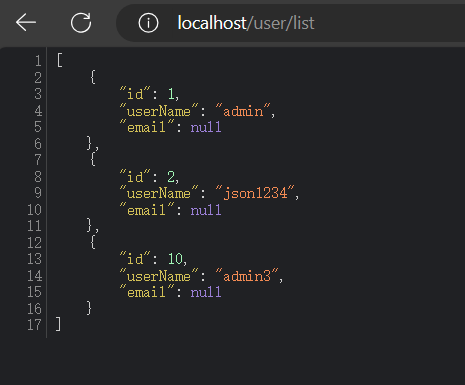 localhost/user/list
1 [
2     {
3         "id": 1,
4         "userName": "admin",
5         "email": null
6     },
7     {
8         "id": 2,
9         "userName": "json1234",
10         "email": null
11     },
12     {
13         "id": 10,
14         "userName": "admin3",
15         "email": null
16     }
17 ]